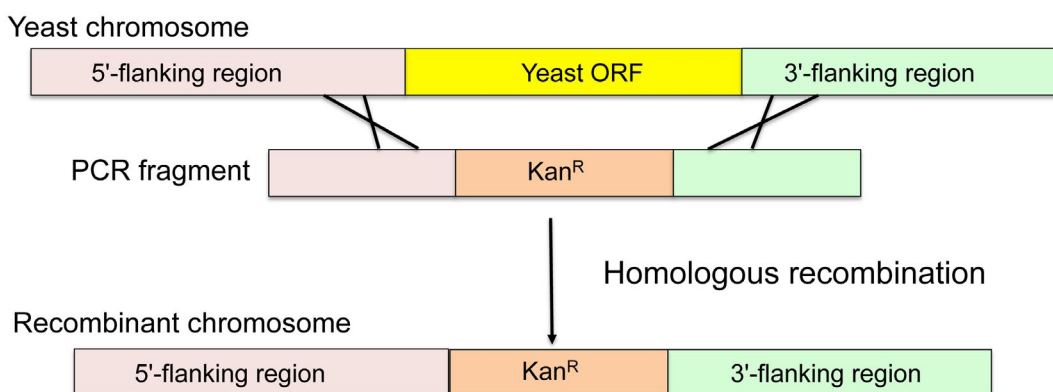 Yeast chromosome
5'-flanking region Yeast ORF 3'-flanking region
PCR fragment Kanᴿ
Homologous recombination
Recombinant chromosome
5'-flanking region Kanᴿ 3'-flanking region